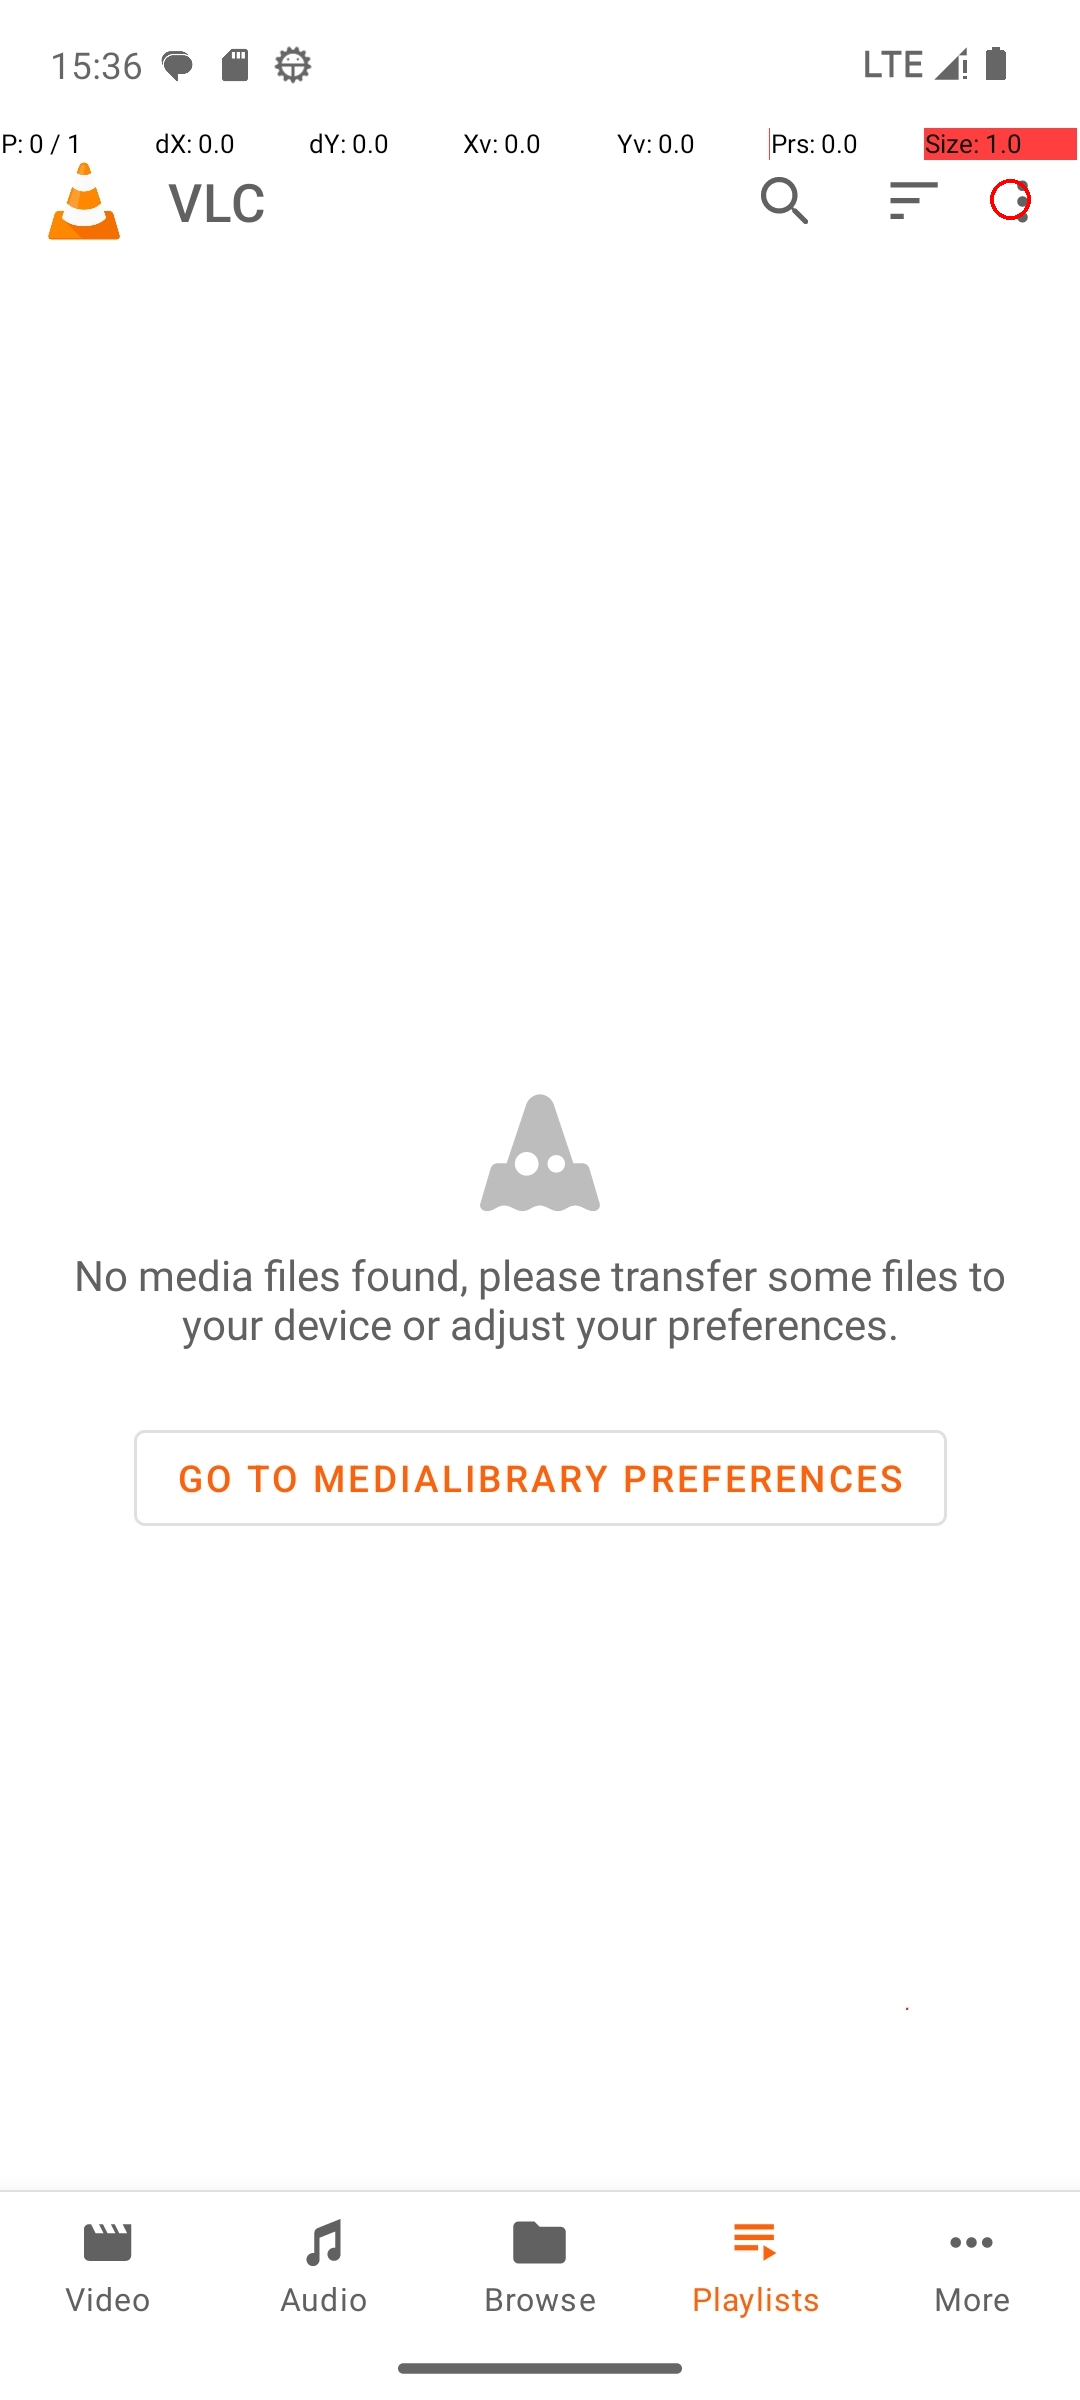 15:36
LTE
P: 0 / 1
dX: 0.0
dY: 0.0
Xv: 0.0
Yv: 0.0
Prs: 0.0
Size: 1.0
VLC
No media files found, please transfer some files to
your device or adjust your preferences.
GO TO MEDIALIBRARY PREFERENCES
Video
Audio
Browse
Playlists
More